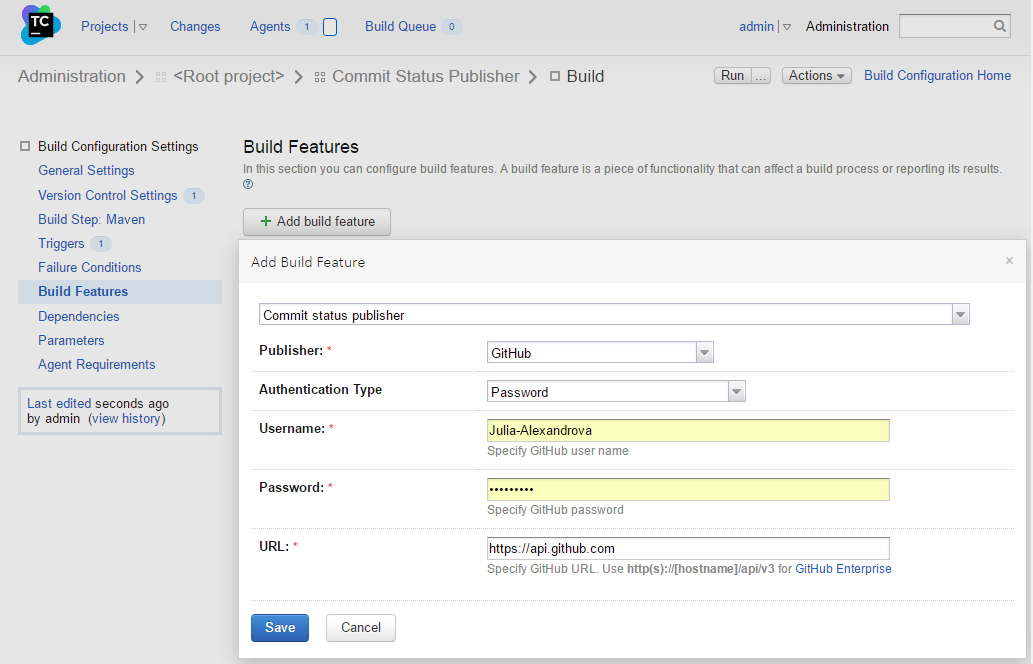 TC
Projects Changes Agents 1 Build Queue 0 admin Administration
Administration <Root project> Commit Status Publisher Build Run ... Actions Build Configuration Home
Build Configuration Settings
General Settings
Version Control Settings 1
Build Step: Maven
Triggers 1
Failure Conditions
Build Features
Dependencies
Parameters
Agent Requirements
Last edited seconds ago
by admin (view history)
Build Features
In this section you can configure build features. A build feature is a piece of functionality that can affect a build process or reporting its results.
?
+ Add build feature
Add Build Feature ×
Commit status publisher
Publisher: * GitHub
Authentication Type Password
Username: * Julia-Alexandrova
Specify GitHub user name
Password: * •••••••••
Specify GitHub password
URL: * https://api.github.com
Specify GitHub URL. Use http(s)://[hostname]/api/v3 for GitHub Enterprise
Save Cancel